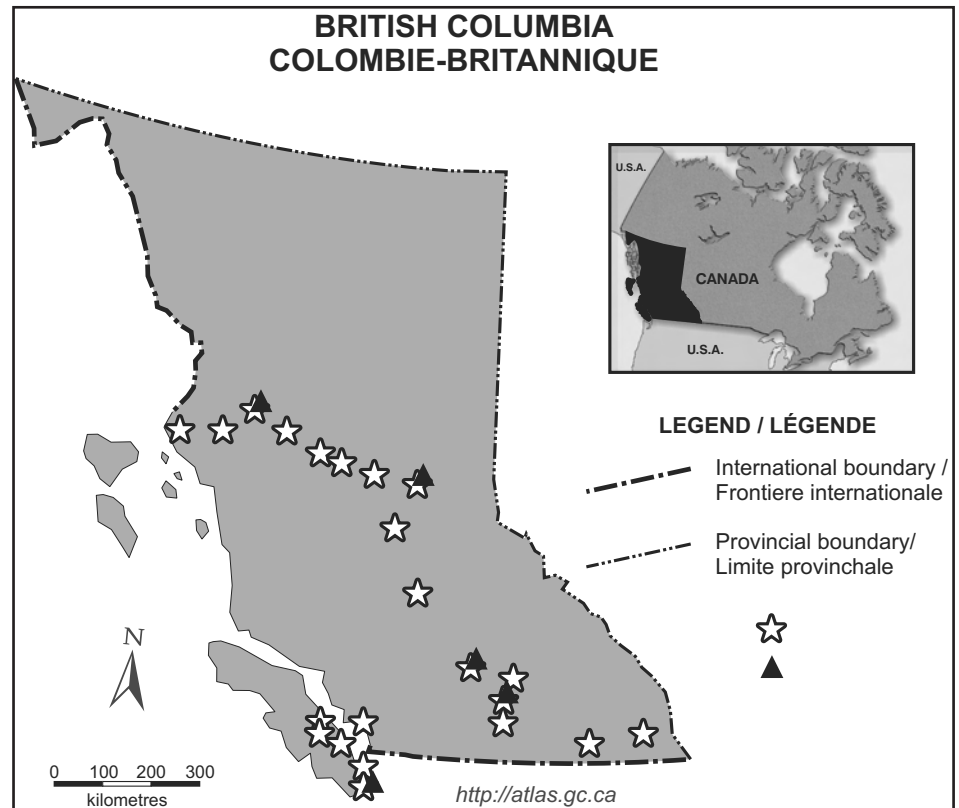 BRITISH COLUMBIA
COLOMBIE-BRITANNIQUE
U.S.A.
CANADA
U.S.A.
LEGEND / LÉGENDE
International boundary /
Frontiere internationale
Provincial boundary/
Limite provinchale
N
0 100 200 300
kilometres
http://atlas.gc.ca